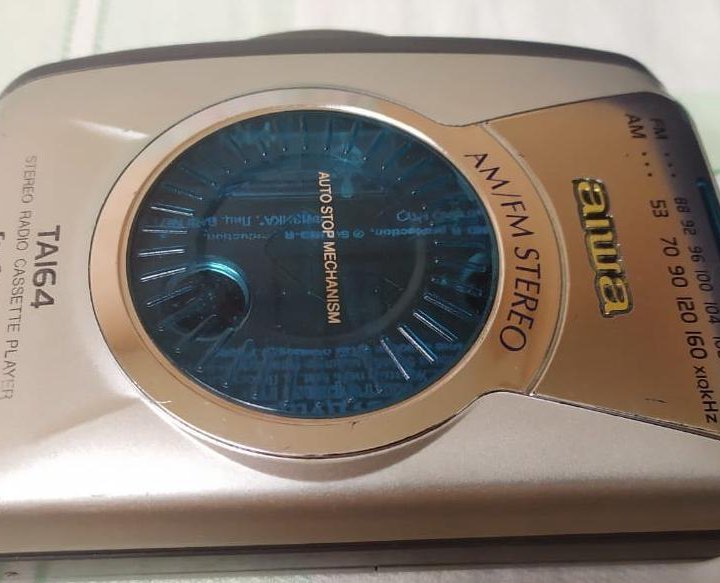 FM ... 88 92 96 100 104
AM ... 53 70 90 120 160 x10kHz
aiwa
AM/FM STEREO
AUTO STOP MECHANISM
TA164
STEREO RADIO CASSETTE PLAYER